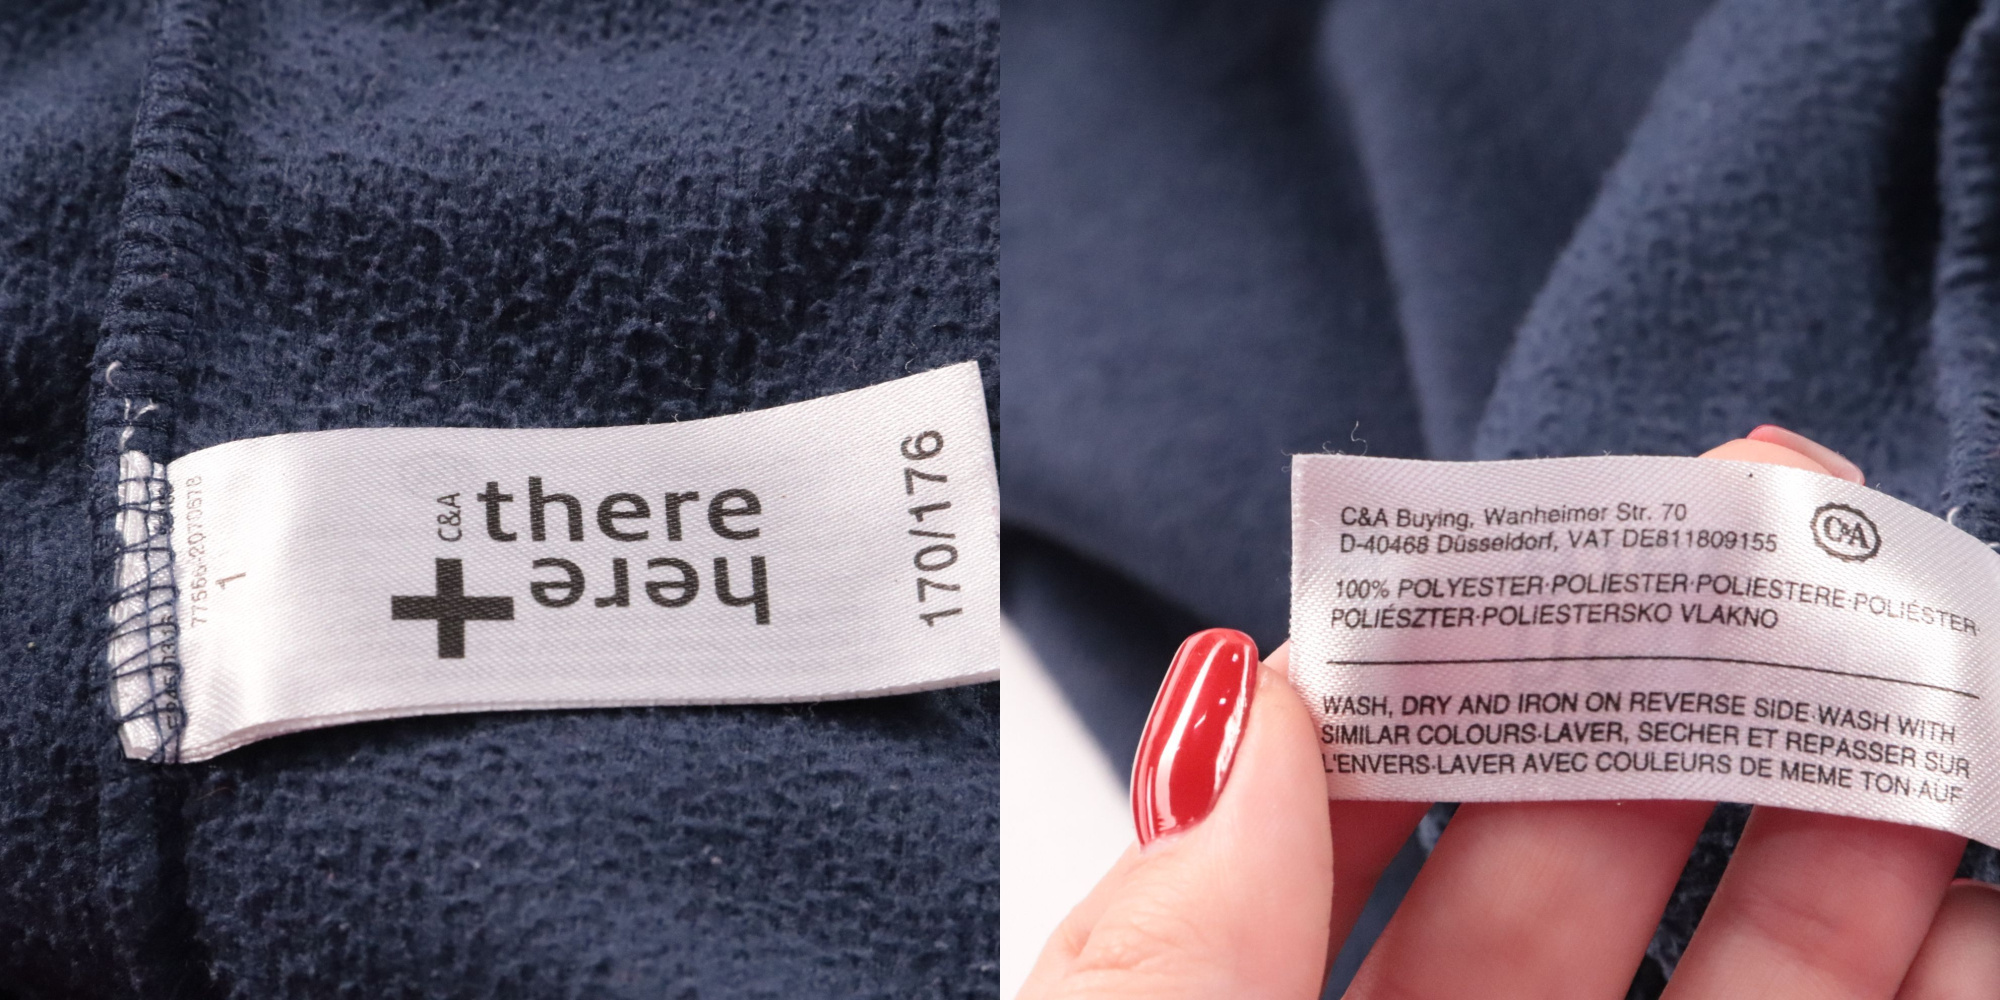 C&A there
+ here
170/176
1
C&A Buying, Wanheimer Str. 70
D-40468 Düsseldorf, VAT DE811809155
C&A
100% POLYESTER·POLIESTER·POLIESTERE·POLIÉSTER·
POLIÉSZTER·POLIESTERSKO VLAKNO
WASH, DRY AND IRON ON REVERSE SIDE·WASH WITH
SIMILAR COLOURS·LAVER, SECHER ET REPASSER SUR
L'ENVERS·LAVER AVEC COULEURS DE MEME TON·AUF